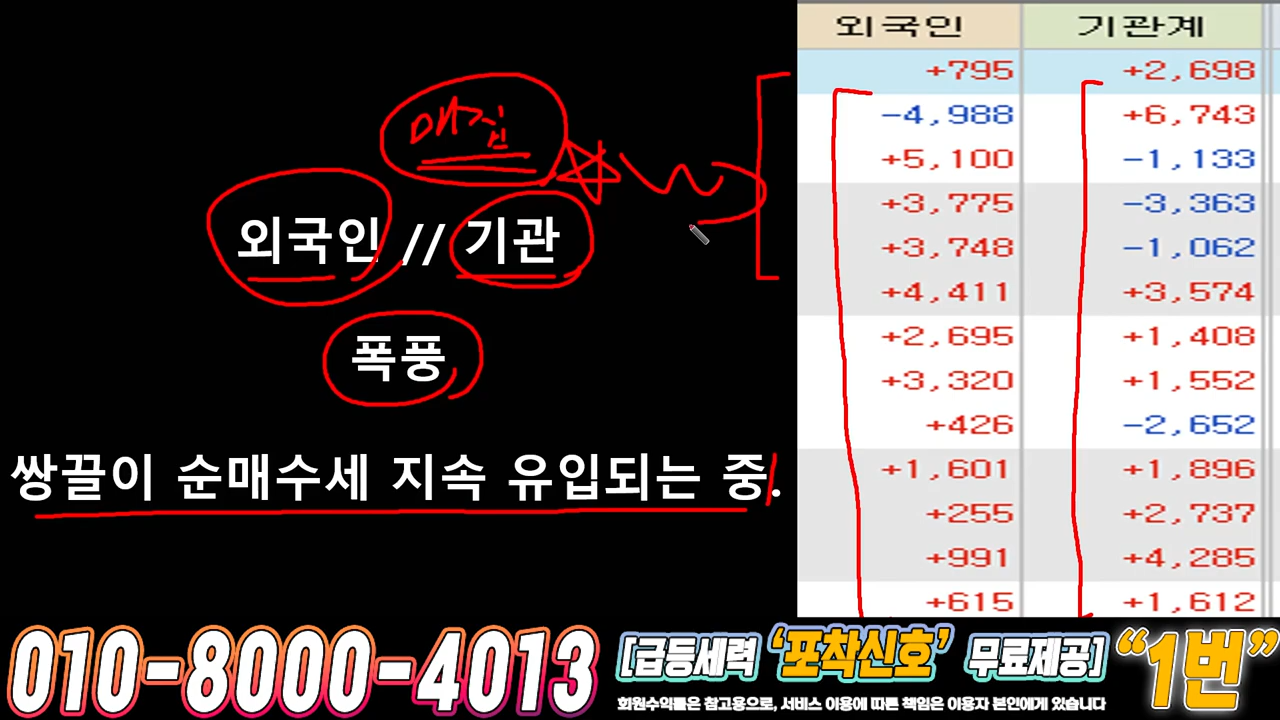 매집
외국인 // 기관
폭풍
쌍끌이 순매수세 지속 유입되는 중.
외국인 기관계
+795 +2,698
-4,988 +6,743
+5,100 -1,133
+3,775 -3,363
+3,748 -1,062
+4,411 +3,574
+2,695 +1,408
+3,320 +1,552
+426 -2,652
+1,601 +1,896
+255 +2,737
+991 +4,285
+615 +1,612
010-8000-4013 [급등세력 '포착신호' 무료제공] "1번"
회원수익률은 참고용으로, 서비스 이용에 따른 책임은 이용자 본인에게 있습니다